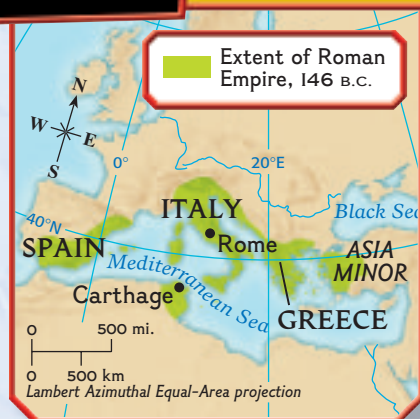 Extent of Roman
Empire, 146 B.C.
N
W
E
S
0°
20°E
40°N
ITALY
Black Sea
SPAIN
Rome
ASIA
MINOR
Mediterranean Sea
Carthage
GREECE
0 500 mi.
0 500 km
Lambert Azimuthal Equal-Area projection